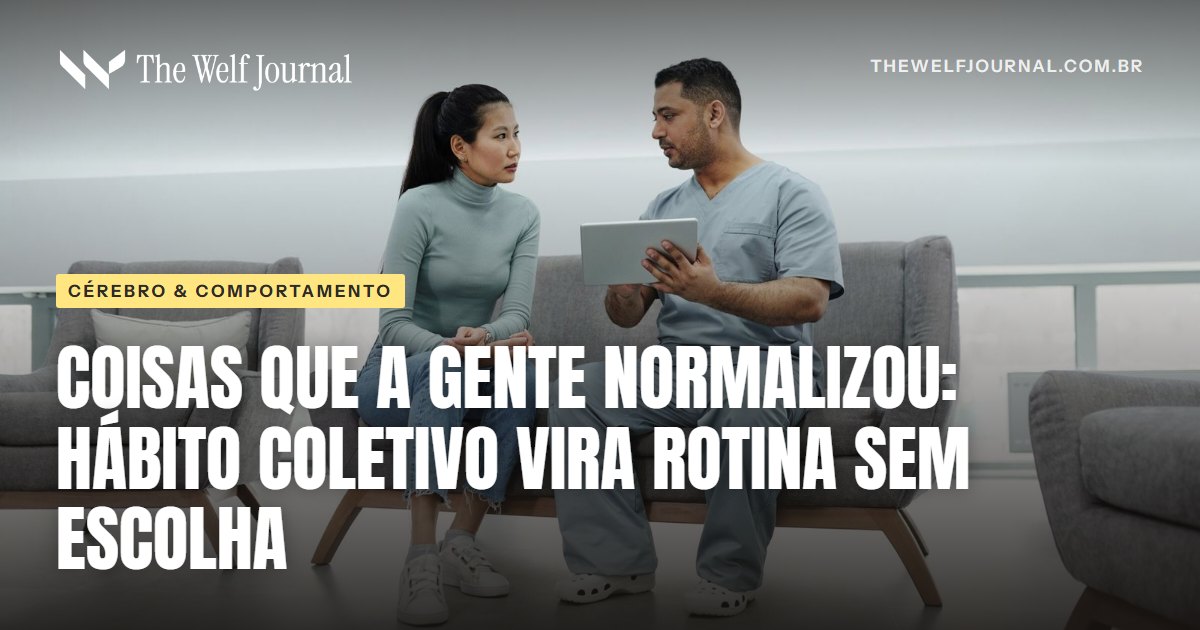 The Welf Journal
THEWELFJOURNAL.COM.BR
CÉREBRO & COMPORTAMENTO
COISAS QUE A GENTE NORMALIZOU:
HÁBITO COLETIVO VIRA ROTINA SEM
ESCOLHA